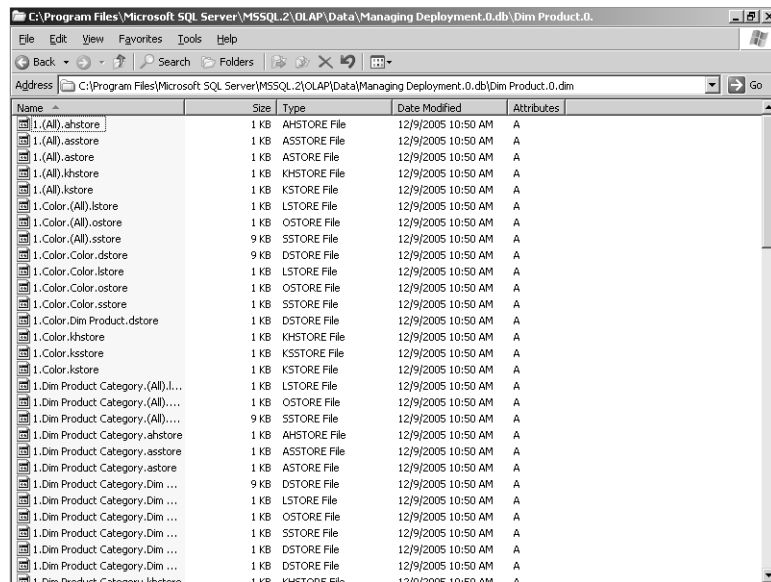 C:\Program Files\Microsoft SQL Server\MSSQL.2\OLAP\Data\Managing Deployment.0.db\Dim Product.0.
File Edit View Favorites Tools Help
Back Search Folders
Address C:\Program Files\Microsoft SQL Server\MSSQL.2\OLAP\Data\Managing Deployment.0.db\Dim Product.0.dim Go
Name Size Type Date Modified Attributes
1.(All).ahstore 1 KB AHSTORE File 12/9/2005 10:50 AM A
1.(All).asstore 1 KB ASSTORE File 12/9/2005 10:50 AM A
1.(All).astore 1 KB ASTORE File 12/9/2005 10:50 AM A
1.(All).khstore 1 KB KHSTORE File 12/9/2005 10:50 AM A
1.(All).kstore 1 KB KSTORE File 12/9/2005 10:50 AM A
1.Color.(All).lstore 1 KB LSTORE File 12/9/2005 10:50 AM A
1.Color.(All).ostore 1 KB OSTORE File 12/9/2005 10:50 AM A
1.Color.(All).sstore 9 KB SSTORE File 12/9/2005 10:50 AM A
1.Color.Color.dstore 9 KB DSTORE File 12/9/2005 10:50 AM A
1.Color.Color.lstore 1 KB LSTORE File 12/9/2005 10:50 AM A
1.Color.Color.ostore 1 KB OSTORE File 12/9/2005 10:50 AM A
1.Color.Color.sstore 1 KB SSTORE File 12/9/2005 10:50 AM A
1.Color.Dim Product.dstore 1 KB DSTORE File 12/9/2005 10:50 AM A
1.Color.khstore 1 KB KHSTORE File 12/9/2005 10:50 AM A
1.Color.ksstore 1 KB KSSTORE File 12/9/2005 10:50 AM A
1.Color.kstore 1 KB KSTORE File 12/9/2005 10:50 AM A
1.Dim Product Category.(All).l... 1 KB LSTORE File 12/9/2005 10:50 AM A
1.Dim Product Category.(All).... 1 KB OSTORE File 12/9/2005 10:50 AM A
1.Dim Product Category.(All).... 9 KB SSTORE File 12/9/2005 10:50 AM A
1.Dim Product Category.ahstore 1 KB AHSTORE File 12/9/2005 10:50 AM A
1.Dim Product Category.asstore 1 KB ASSTORE File 12/9/2005 10:50 AM A
1.Dim Product Category.astore 1 KB ASTORE File 12/9/2005 10:50 AM A
1.Dim Product Category.Dim ... 9 KB DSTORE File 12/9/2005 10:50 AM A
1.Dim Product Category.Dim ... 1 KB LSTORE File 12/9/2005 10:50 AM A
1.Dim Product Category.Dim ... 1 KB OSTORE File 12/9/2005 10:50 AM A
1.Dim Product Category.Dim ... 1 KB SSTORE File 12/9/2005 10:50 AM A
1.Dim Product Category.Dim ... 1 KB DSTORE File 12/9/2005 10:50 AM A
1.Dim Product Category.Dim ... 1 KB DSTORE File 12/9/2005 10:50 AM A
1.Dim Product Category.khstore 1 KB KHSTORE File 12/9/2005 10:50 AM A